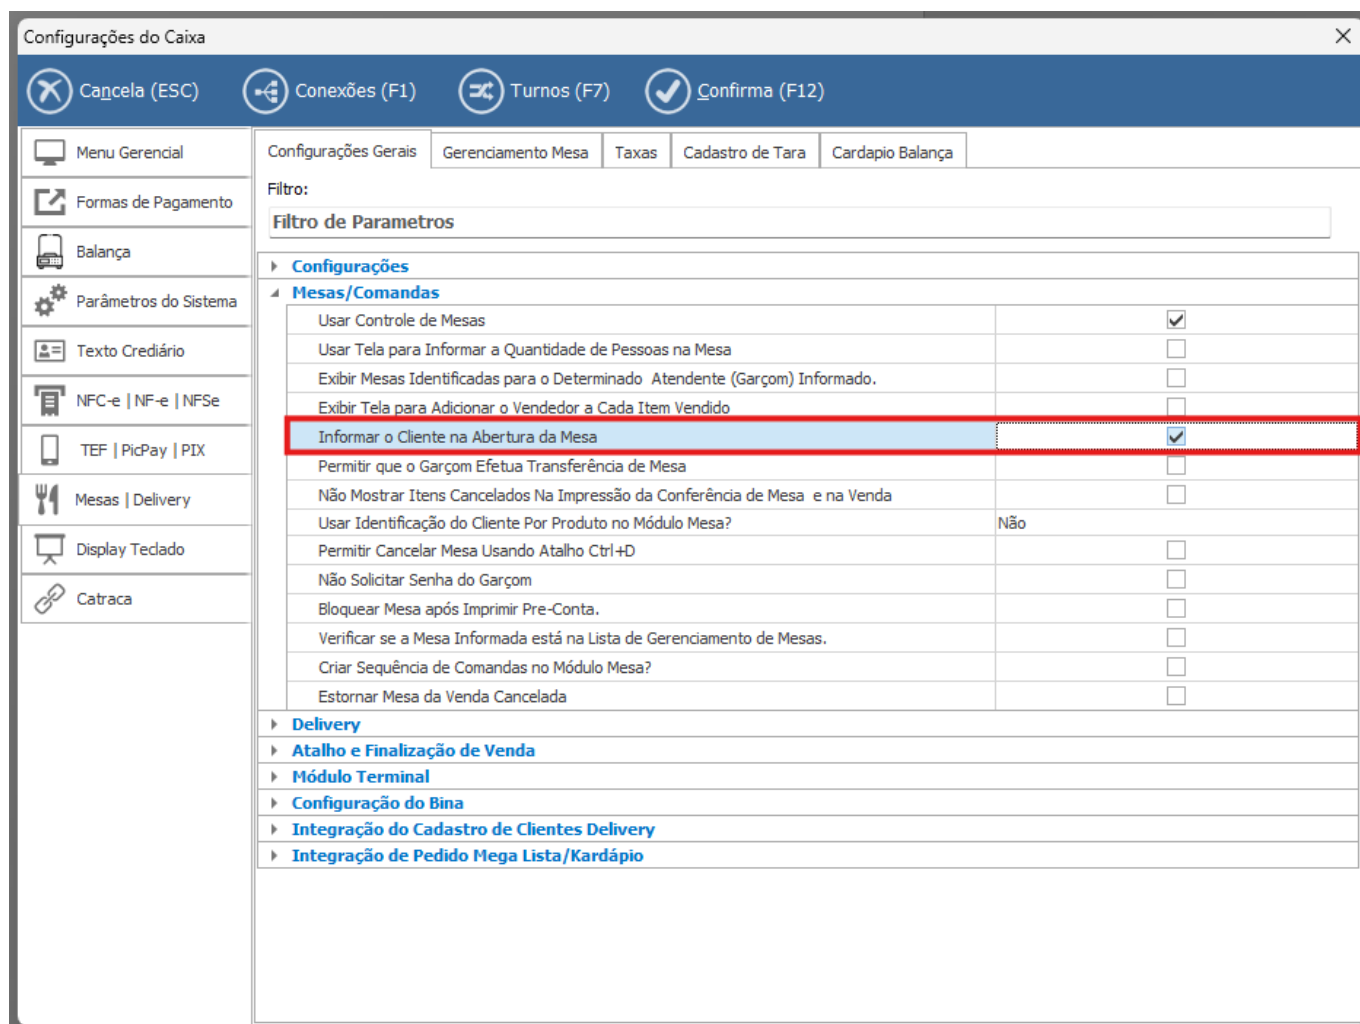 Configurações do Caixa
Cancela (ESC)
Conexões (F1)
Turnos (F7)
Confirma (F12)
Menu Gerencial
Formas de Pagamento
Balança
Parâmetros do Sistema
Texto Crediário
NFC-e | NF-e | NFSe
TEF | PicPay | PIX
Mesas | Delivery
Display Teclado
Catraca
Configurações Gerais
Gerenciamento Mesa
Taxas
Cadastro de Tara
Cardapio Balança
Filtro:
Filtro de Parametros
Configurações
Mesas/Comandas
Usar Controle de Mesas
Usar Tela para Informar a Quantidade de Pessoas na Mesa
Exibir Mesas Identificadas para o Determinado Atendente (Garçom) Informado.
Exibir Tela para Adicionar o Vendedor a Cada Item Vendido
Informar o Cliente na Abertura da Mesa
Permitir que o Garçom Efetua Transferência de Mesa
Não Mostrar Itens Cancelados Na Impressão da Conferência de Mesa e na Venda
Usar Identificação do Cliente Por Produto no Módulo Mesa? Não
Permitir Cancelar Mesa Usando Atalho Ctrl+D
Não Solicitar Senha do Garçom
Bloquear Mesa após Imprimir Pre-Conta.
Verificar se a Mesa Informada está na Lista de Gerenciamento de Mesas.
Criar Sequência de Comandas no Módulo Mesa?
Estornar Mesa da Venda Cancelada
Delivery
Atalho e Finalização de Venda
Módulo Terminal
Configuração do Bina
Integração do Cadastro de Clientes Delivery
Integração de Pedido Mega Lista/Kardápio